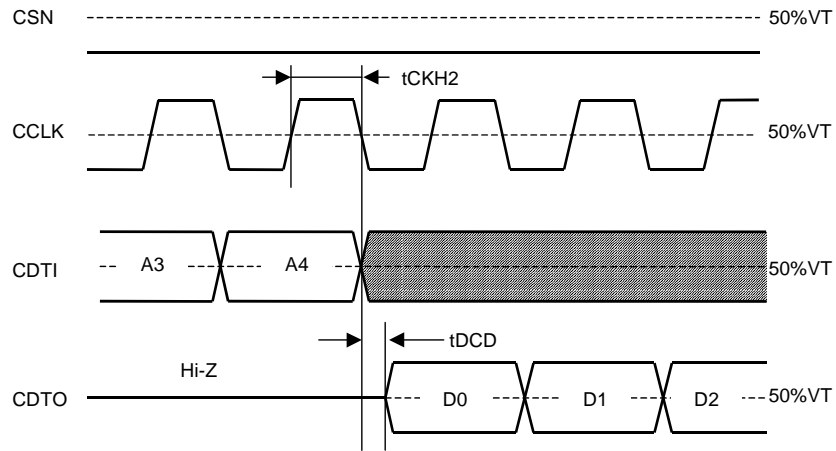 CSN 50%VT
tCKH2
CCLK 50%VT
CDTI A3 A4 50%VT
tDCD
Hi-Z
CDTO D0 D1 D2 50%VT